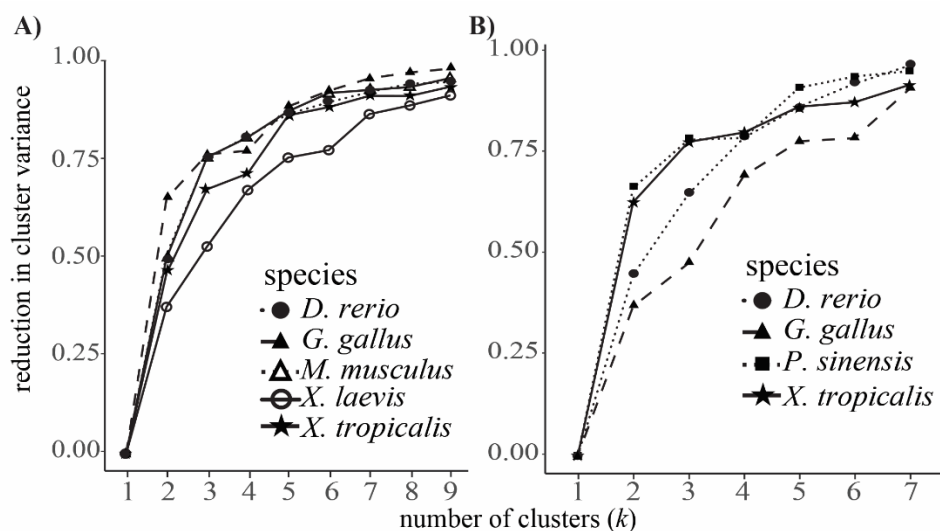 A)
reduction in cluster variance
1.00
0.75
0.50
0.25
0.00
1 2 3 4 5 6 7 8 9
species
D. rerio
G. gallus
M. musculus
X. laevis
X. tropicalis
B)
1.00
0.75
0.50
0.25
0.00
1 2 3 4 5 6 7
species
D. rerio
G. gallus
P. sinensis
X. tropicalis
number of clusters (k)